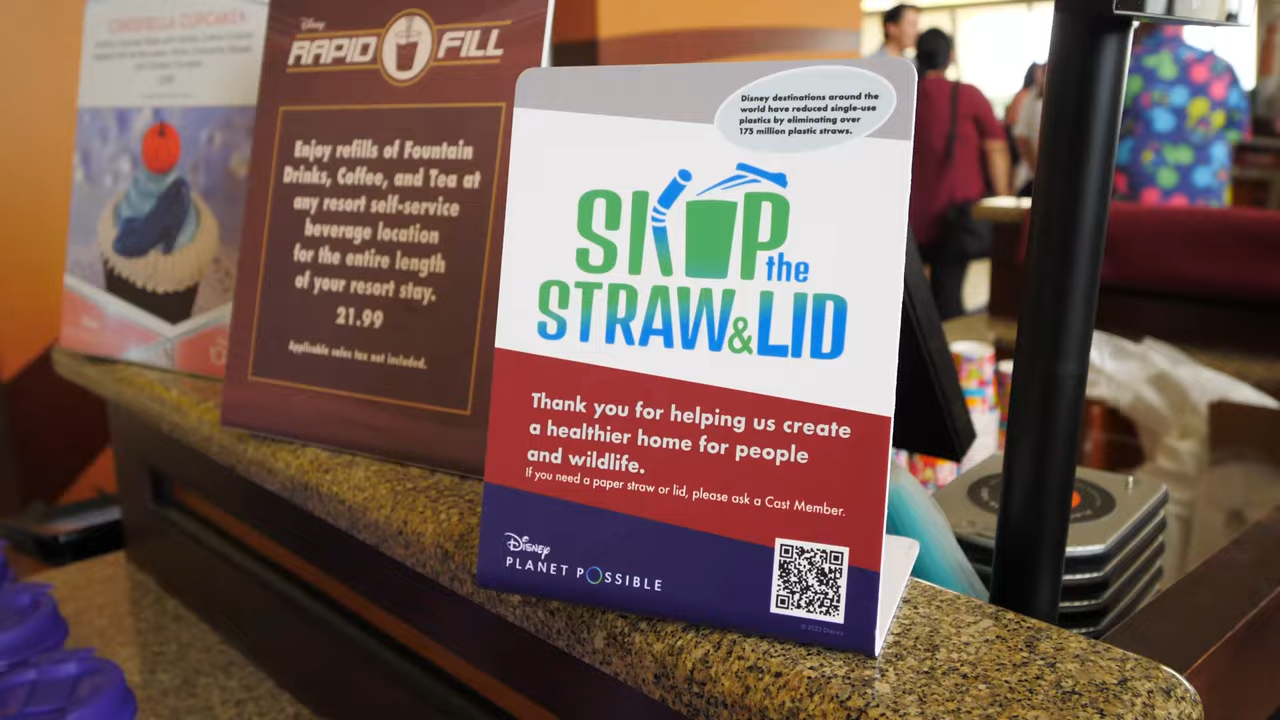 CINDERELLA CUPCAKE
Disney
RAPID FILL
Enjoy refills of Fountain
Drinks, Coffee, and Tea at
any resort self-service
beverage location
for the entire length
of your resort stay.
21.99
Applicable sales tax not included.
Disney destinations around the
world have reduced single-use
plastics by eliminating over
175 million plastic straws.
SKIP the
STRAW & LID
Thank you for helping us create
a healthier home for people
and wildlife.
If you need a paper straw or lid, please ask a Cast Member.
Disney
PLANET POSSIBLE
© 2023 Disney